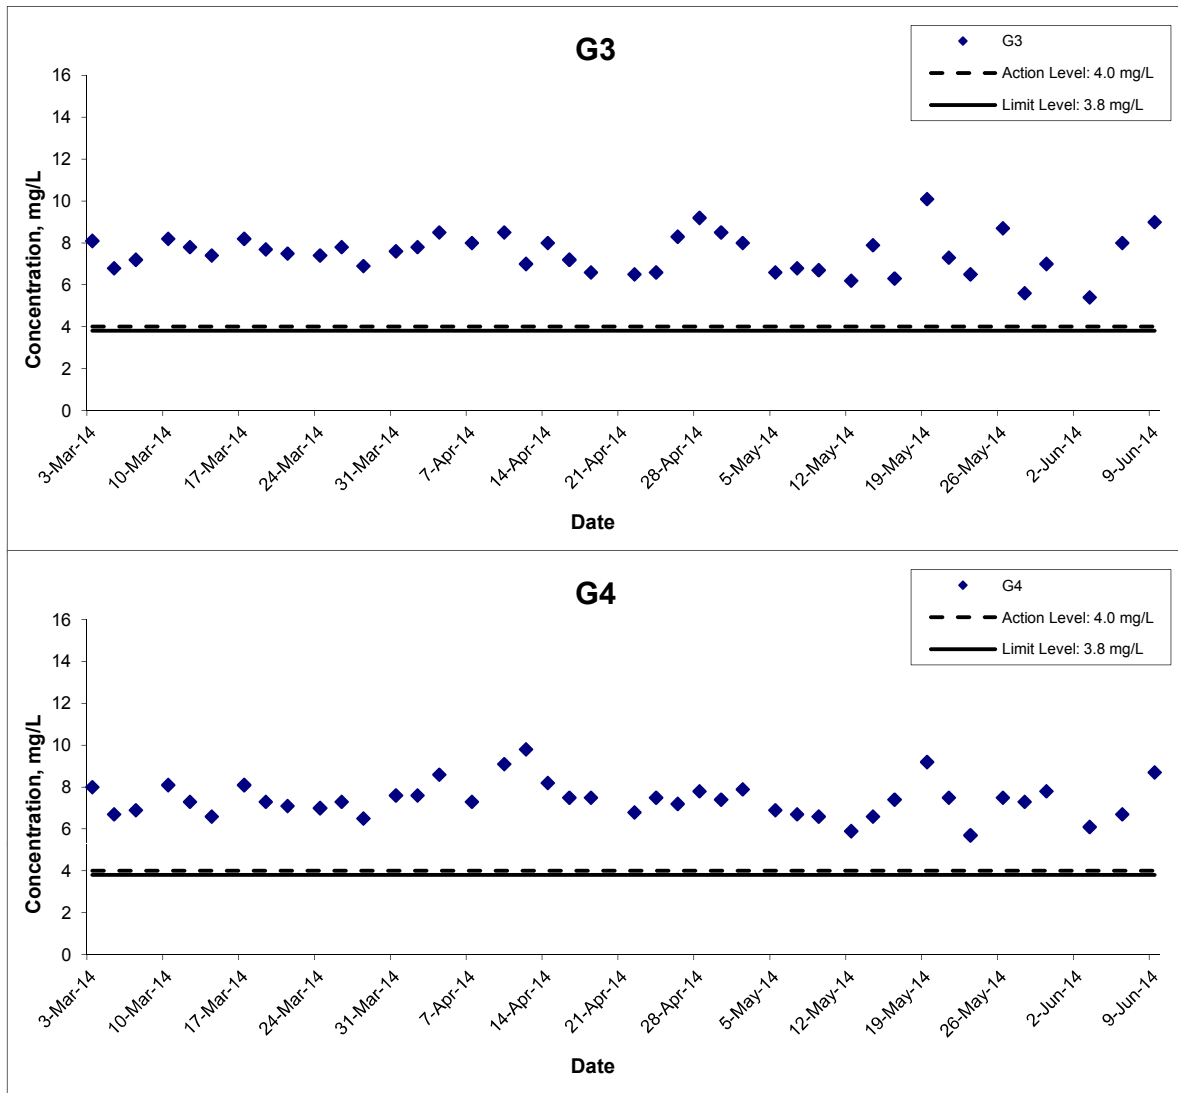 G3
G3
Action Level: 4.0 mg/L
Limit Level: 3.8 mg/L
Concentration, mg/L
16
14
12
10
8
6
4
2
0
3-Mar-14
10-Mar-14
17-Mar-14
24-Mar-14
31-Mar-14
7-Apr-14
14-Apr-14
21-Apr-14
28-Apr-14
5-May-14
12-May-14
19-May-14
26-May-14
2-Jun-14
9-Jun-14
Date
G4
G4
Action Level: 4.0 mg/L
Limit Level: 3.8 mg/L
Concentration, mg/L
16
14
12
10
8
6
4
2
0
3-Mar-14
10-Mar-14
17-Mar-14
24-Mar-14
31-Mar-14
7-Apr-14
14-Apr-14
21-Apr-14
28-Apr-14
5-May-14
12-May-14
19-May-14
26-May-14
2-Jun-14
9-Jun-14
Date